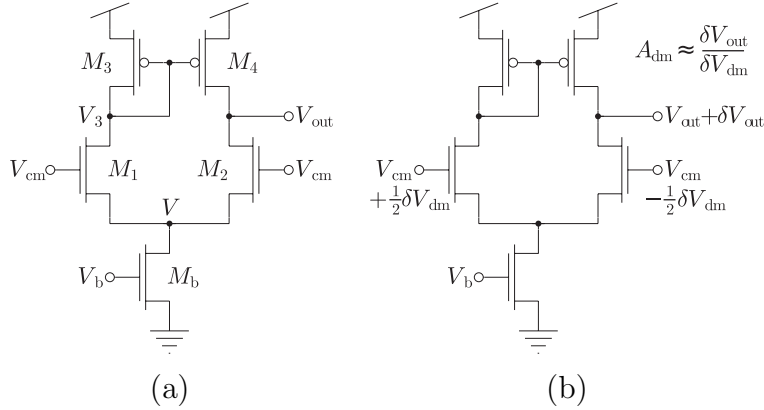 M3
M4
V3
Vout
Vcm
M1
M2
Vcm
V
Vb
Mb
(a)
Adm ≈ δVout/δVdm
Vout+δVout
Vcm
+½δVdm
Vcm
−½δVdm
Vb
(b)